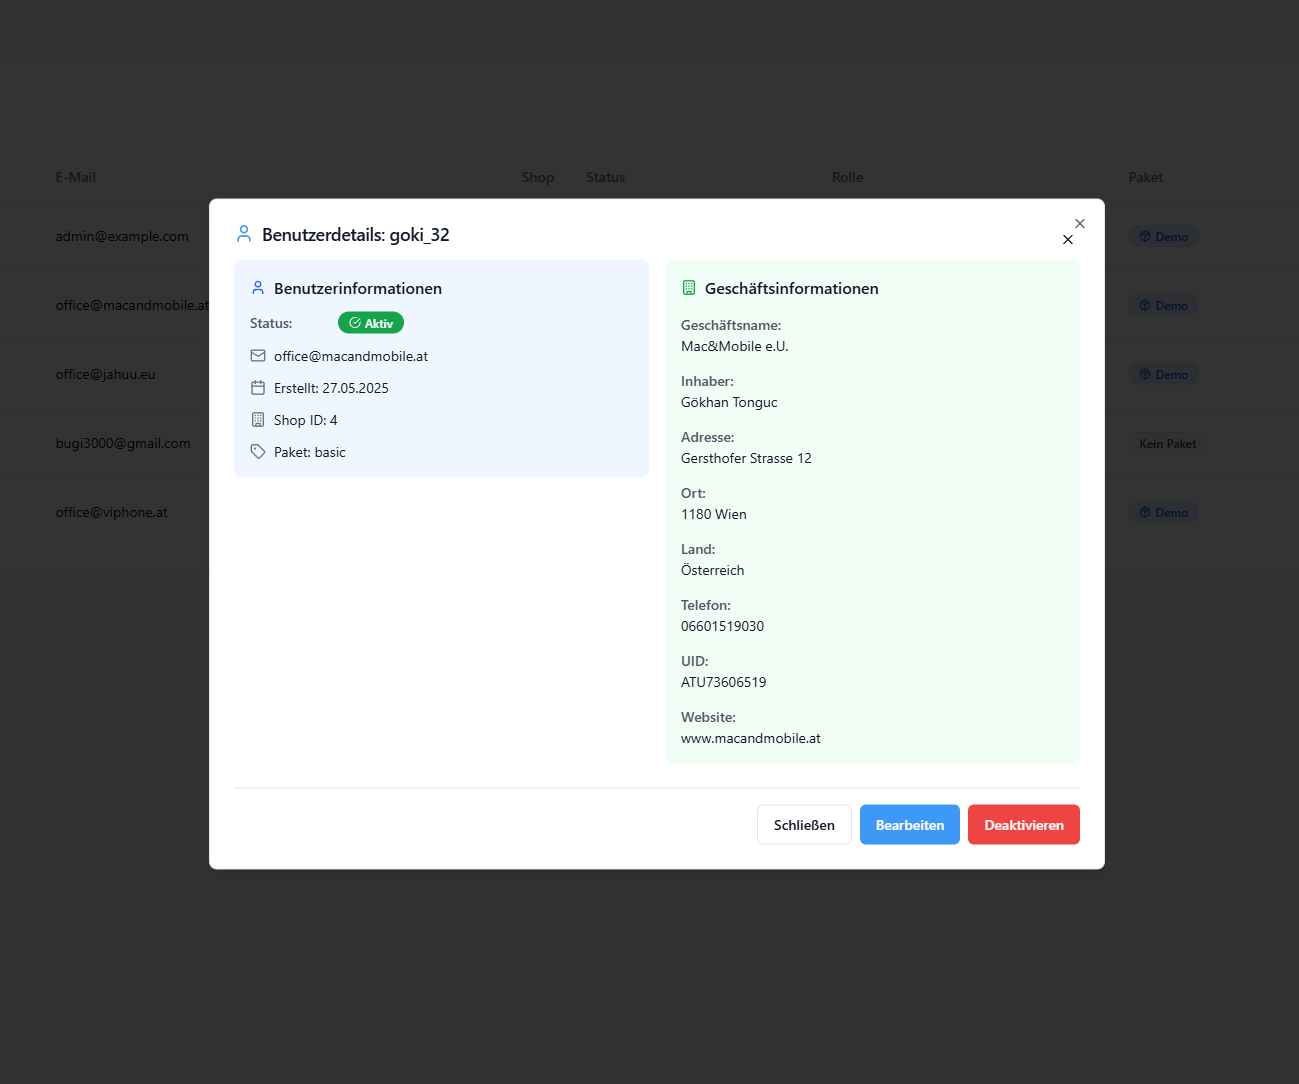 E-Mail Shop Status Rolle Paket
admin@example.com Demo
office@macandmobile.at Demo
office@jahuu.eu Demo
bugi3000@gmail.com Kein Paket
office@viphone.at Demo
Benutzerdetails: goki_32
Benutzerinformationen
Status: Aktiv
office@macandmobile.at
Erstellt: 27.05.2025
Shop ID: 4
Paket: basic
Geschäftsinformationen
Geschäftsname:
Mac&Mobile e.U.
Inhaber:
Gökhan Tonguc
Adresse:
Gersthofer Strasse 12
Ort:
1180 Wien
Land:
Österreich
Telefon:
06601519030
UID:
ATU73606519
Website:
www.macandmobile.at
Schließen Bearbeiten Deaktivieren